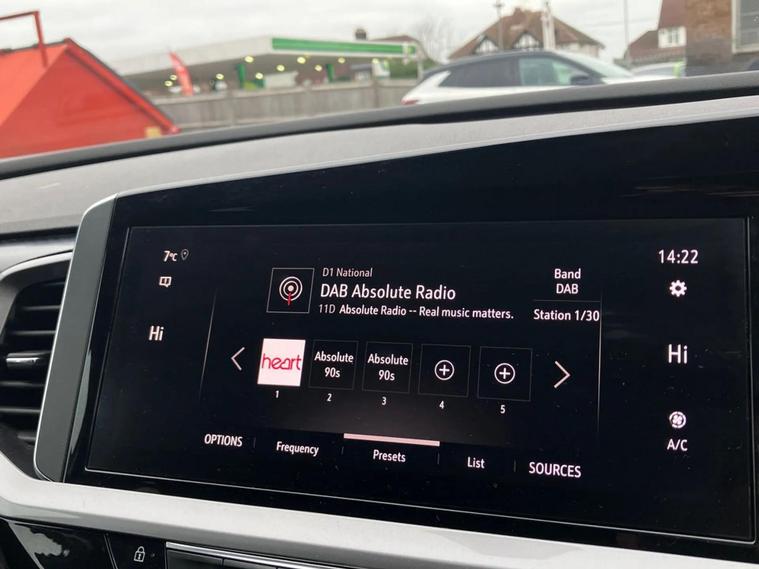 7°C
14:22
D1 National
DAB Absolute Radio
11D Absolute Radio -- Real music matters.
Band
DAB
Station 1/30
Hi
Hi
heart
Absolute
90s
Absolute
90s
1
2
3
4
5
A/C
OPTIONS
Frequency
Presets
List
SOURCES